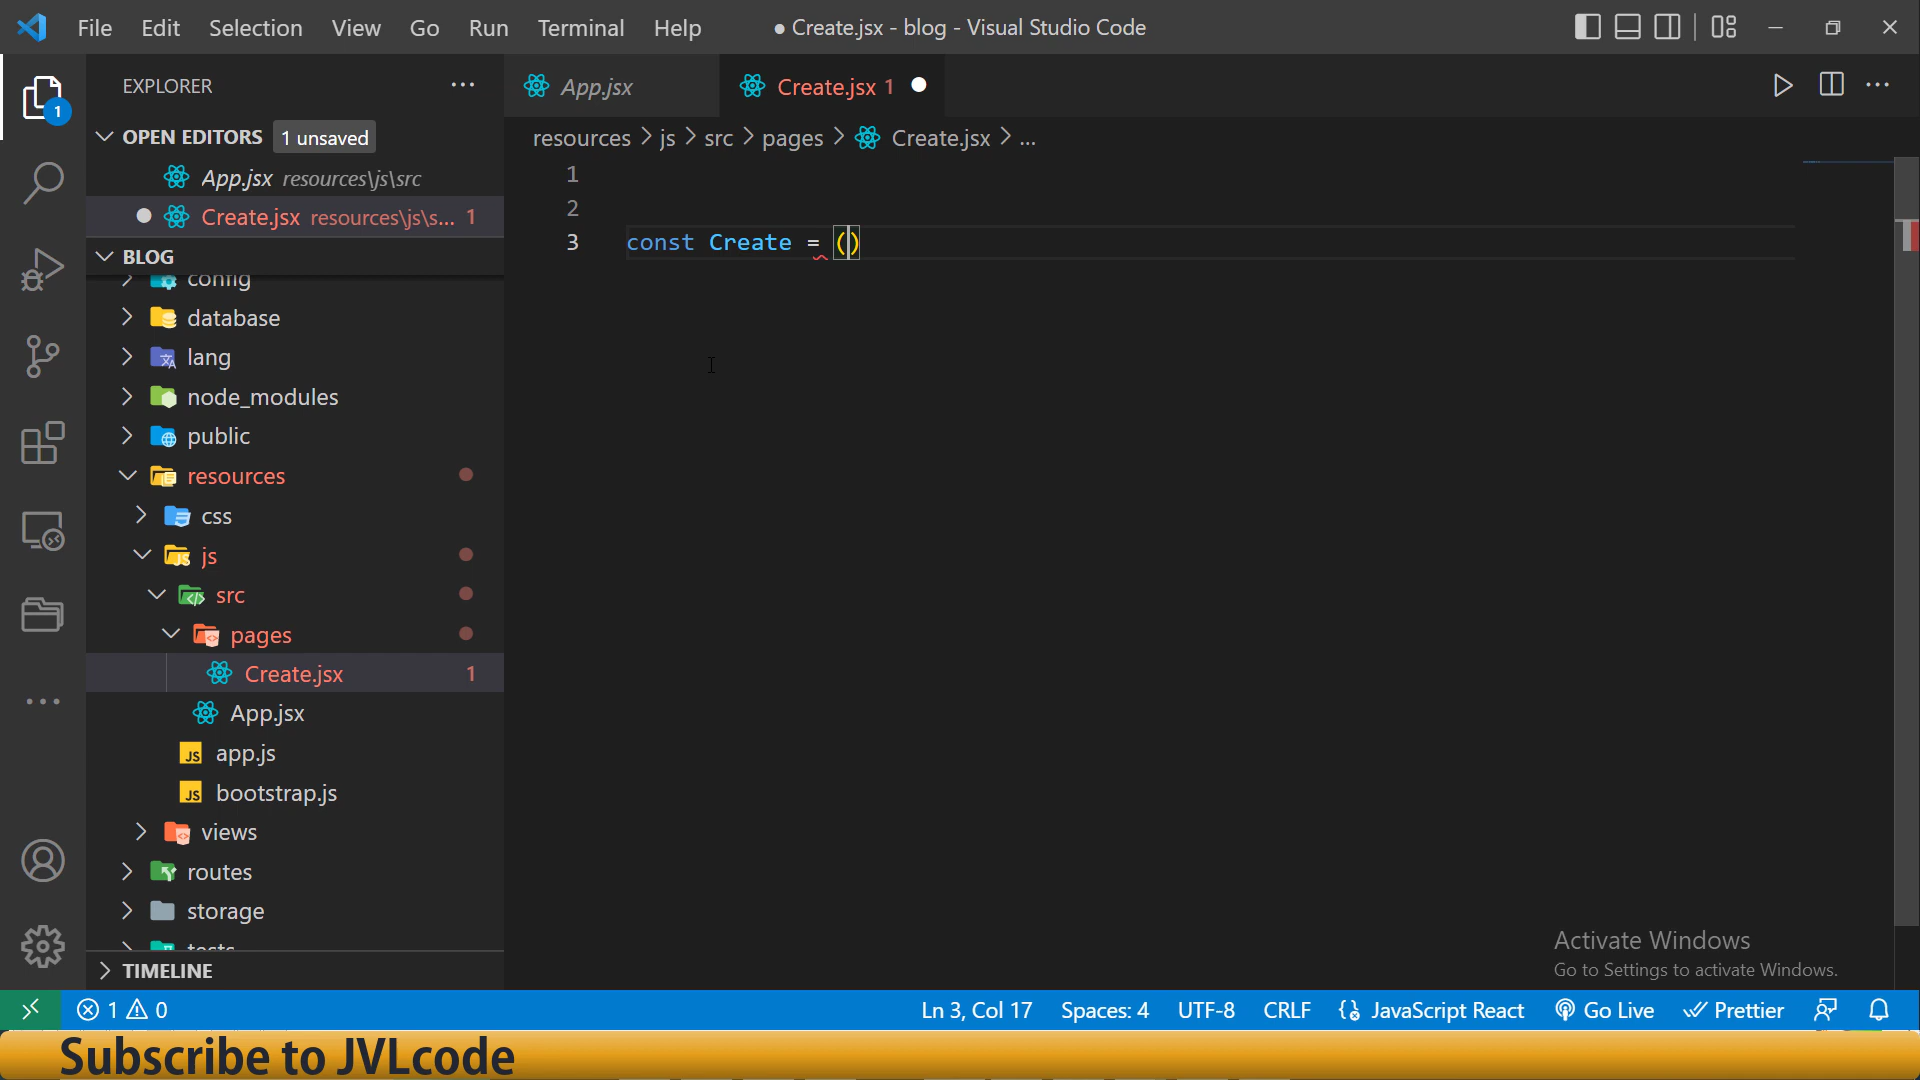 File Edit Selection View Go Run Terminal Help
● Create.jsx - blog - Visual Studio Code
EXPLORER
1
OPEN EDITORS 1 unsaved
App.jsx resources\js\src
Create.jsx resources\js\s... 1
BLOG
config
database
lang
node_modules
public
resources
css
js
src
pages
Create.jsx 1
App.jsx
app.js
bootstrap.js
views
routes
storage
tests
TIMELINE
App.jsx
Create.jsx 1
resources > js > src > pages > Create.jsx > ...
1
2
3 const Create = ()
Activate Windows
Go to Settings to activate Windows.
1 0
Ln 3, Col 17 Spaces: 4 UTF-8 CRLF JavaScript React Go Live Prettier
Subscribe to JVLcode